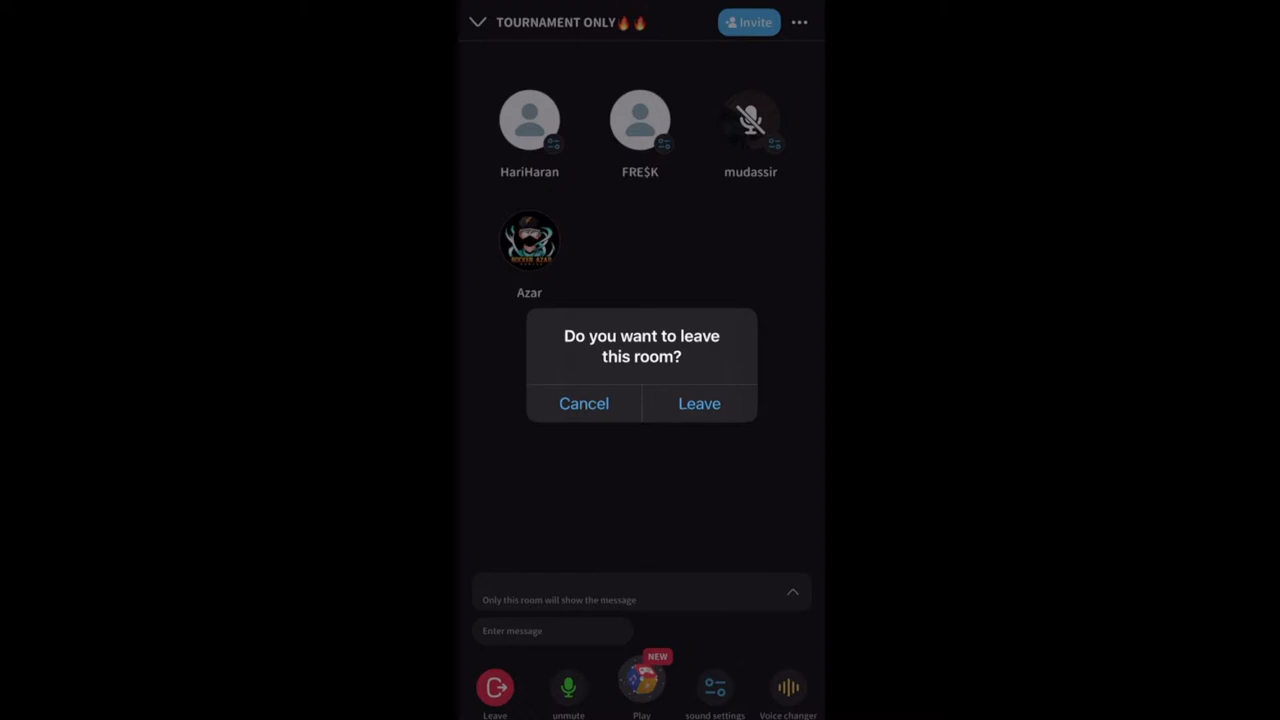 TOURNAMENT ONLY🔥🔥
Invite
HariHaran
FRE$K
mudassir
Azar
Do you want to leave
this room?
Cancel
Leave
Only this room will show the message
Enter message
NEW
Leave
unmute
Play
sound settings
Voice changer